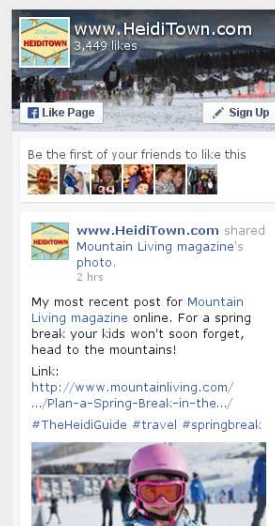 Welcome to
HEIDITOWN
www.HeidiTown.com
3,449 likes
Like Page
Sign Up
Be the first of your friends to like this
HEIDITOWN
www.HeidiTown.com shared
Mountain Living magazine's
photo.
2 hrs
My most recent post for Mountain
Living magazine online. For a spring
break your kids won't soon forget,
head to the mountains!
Link:
http://www.mountainliving.com/
.../Plan-a-Spring-Break-in-the.../
#TheHeidiGuide #travel #springbreak